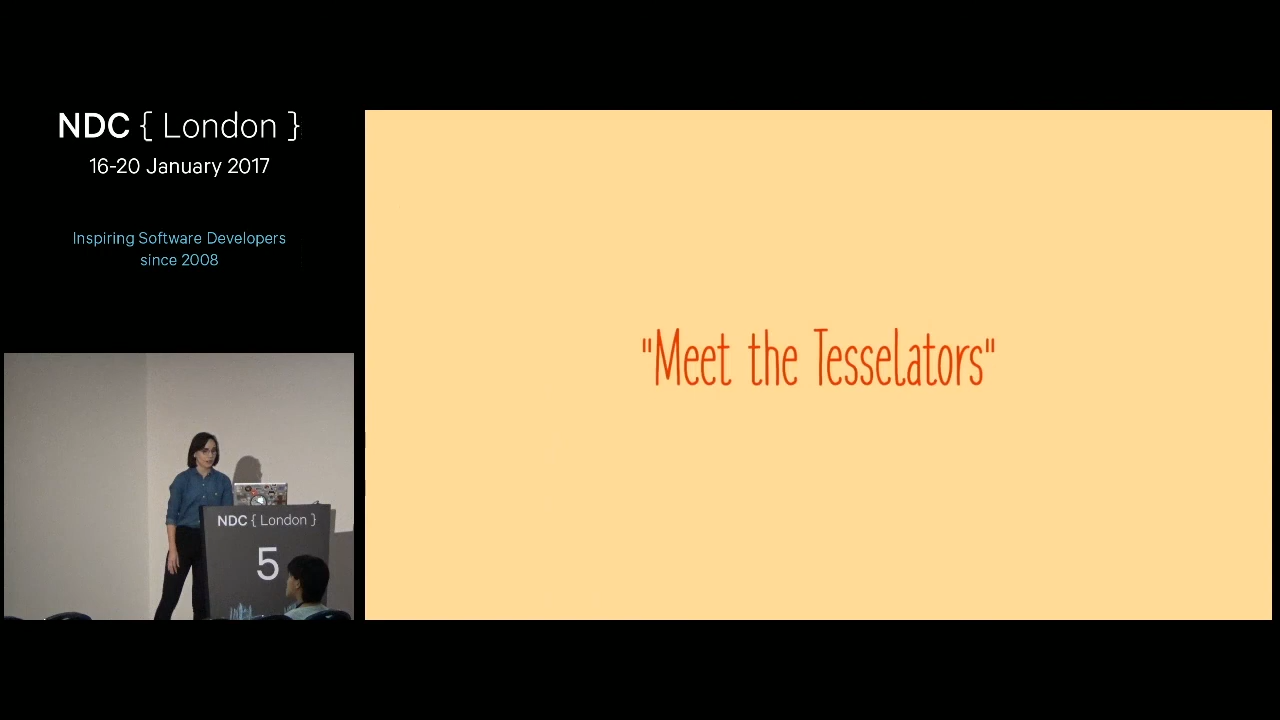 NDC { London }
16-20 January 2017
Inspiring Software Developers
since 2008
"Meet the Tesselators"
NDC { London }
5